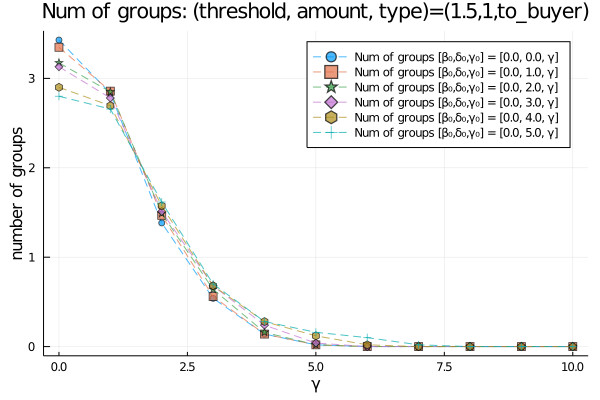 Num of groups: (threshold, amount, type)=(1.5,1,to_buyer)
Num of groups [β₀,δ₀,γ₀] = [0.0, 0.0, γ]
Num of groups [β₀,δ₀,γ₀] = [0.0, 1.0, γ]
Num of groups [β₀,δ₀,γ₀] = [0.0, 2.0, γ]
Num of groups [β₀,δ₀,γ₀] = [0.0, 3.0, γ]
Num of groups [β₀,δ₀,γ₀] = [0.0, 4.0, γ]
Num of groups [β₀,δ₀,γ₀] = [0.0, 5.0, γ]
number of groups
3
2
1
0
0.0 2.5 5.0 7.5 10.0
γ